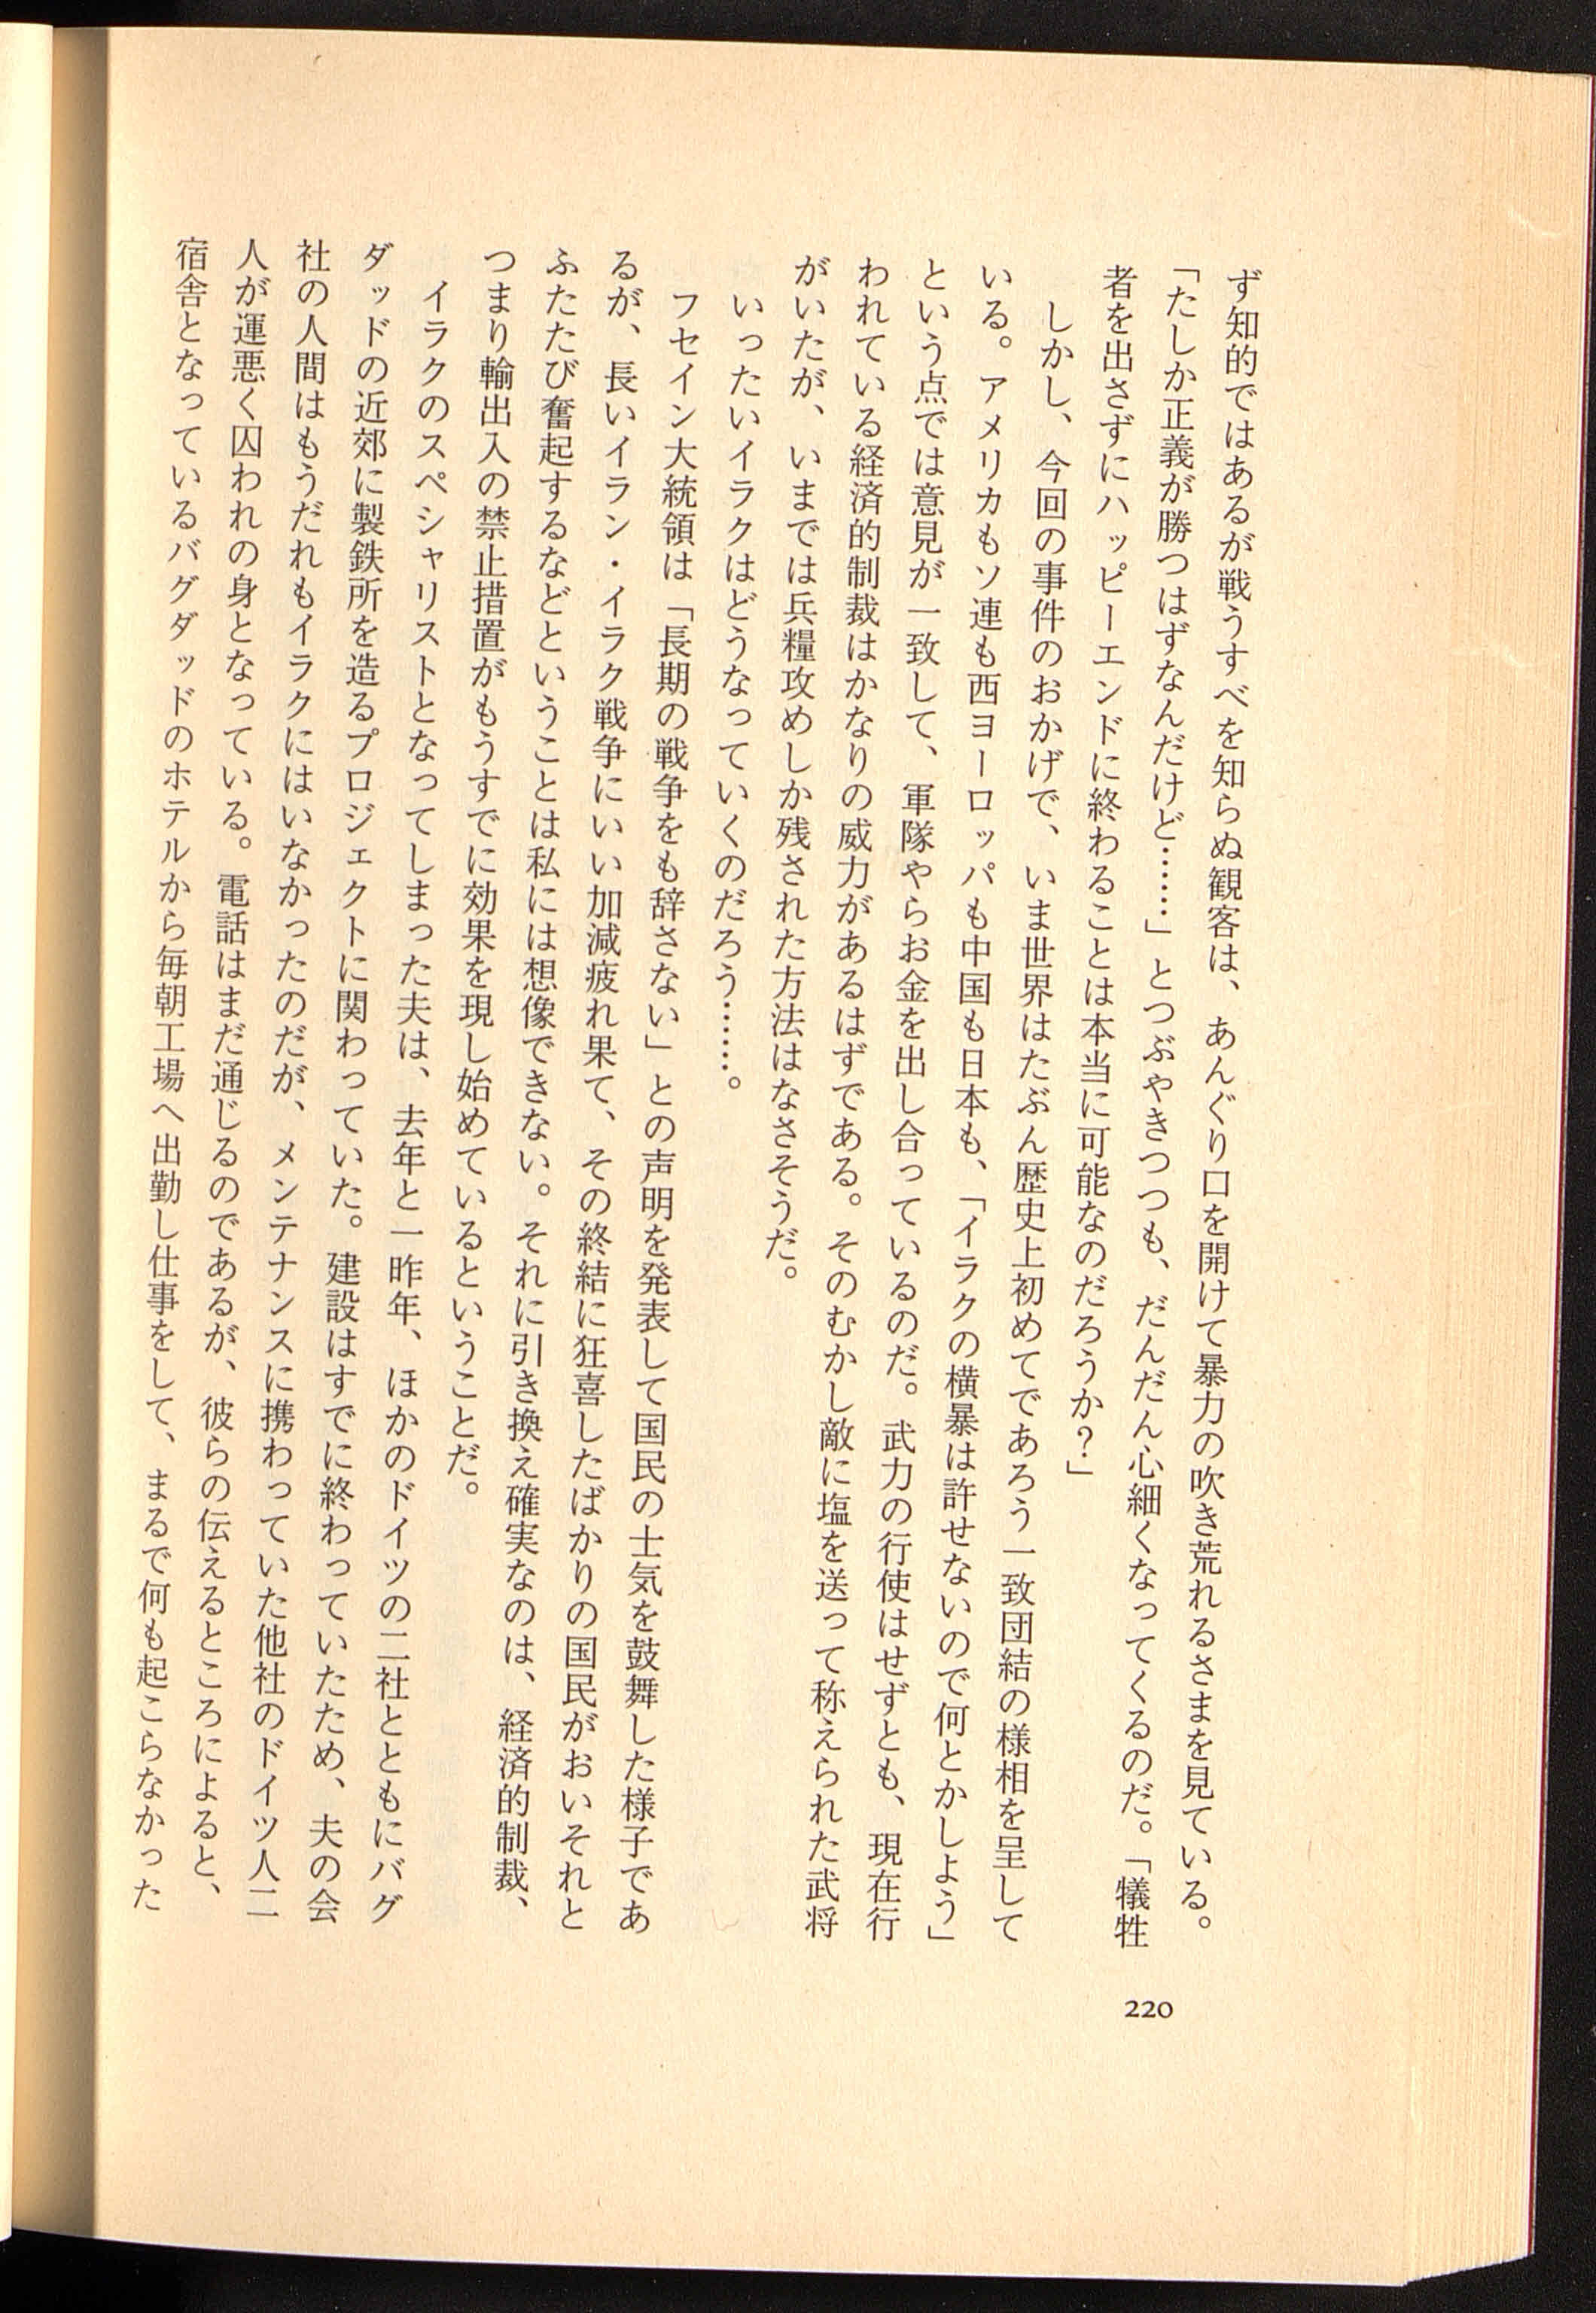 ず知的ではあるが戦うすべを知らぬ観客は、あんぐり口を開けて暴力の吹き荒れるさまを見ている。
「たしか正義が勝つはずなんだけど……」とつぶやきつつも、だんだん心細くなってくるのだ。「犠牲
者を出さずにハッピーエンドに終わることは本当に可能なのだろうか？」
しかし、今回の事件のおかげで、いま世界はたぶん歴史上初めてであろう一致団結の様相を呈して
いる。アメリカもソ連も西ヨーロッパも中国も日本も、「イラクの横暴は許せないので何とかしよう」
という点では意見が一致して、軍隊やらお金を出し合っているのだ。武力の行使はせずとも、現在行
われている経済的制裁はかなりの威力があるはずである。そのむかし敵に塩を送って称えられた武将
がいたが、いまでは兵糧攻めしか残された方法はなさそうだ。
いったいイラクはどうなっていくのだろう……。
フセイン大統領は「長期の戦争をも辞さない」との声明を発表して国民の士気を鼓舞した様子であ
るが、長いイラン・イラク戦争にいい加減疲れ果て、その終結に狂喜したばかりの国民がおいそれと
ふたたび奮起するなどということは私には想像できない。それに引き換え確実なのは、経済的制裁、
つまり輸出入の禁止措置がもうすでに効果を現し始めているということだ。
イラクのスペシャリストとなってしまった夫は、去年と一昨年、ほかのドイツの二社とともにバグ
ダッドの近郊に製鉄所を造るプロジェクトに関わっていた。建設はすでに終わっていたため、夫の会
社の人間はもうだれもイラクにはいなかったのだが、メンテナンスに携わっていた他社のドイツ人二
人が運悪く囚われの身となっている。電話はまだ通じるのであるが、彼らの伝えるところによると、
宿舎となっているバグダッドのホテルから毎朝工場へ出勤し仕事をして、まるで何も起こらなかった
220